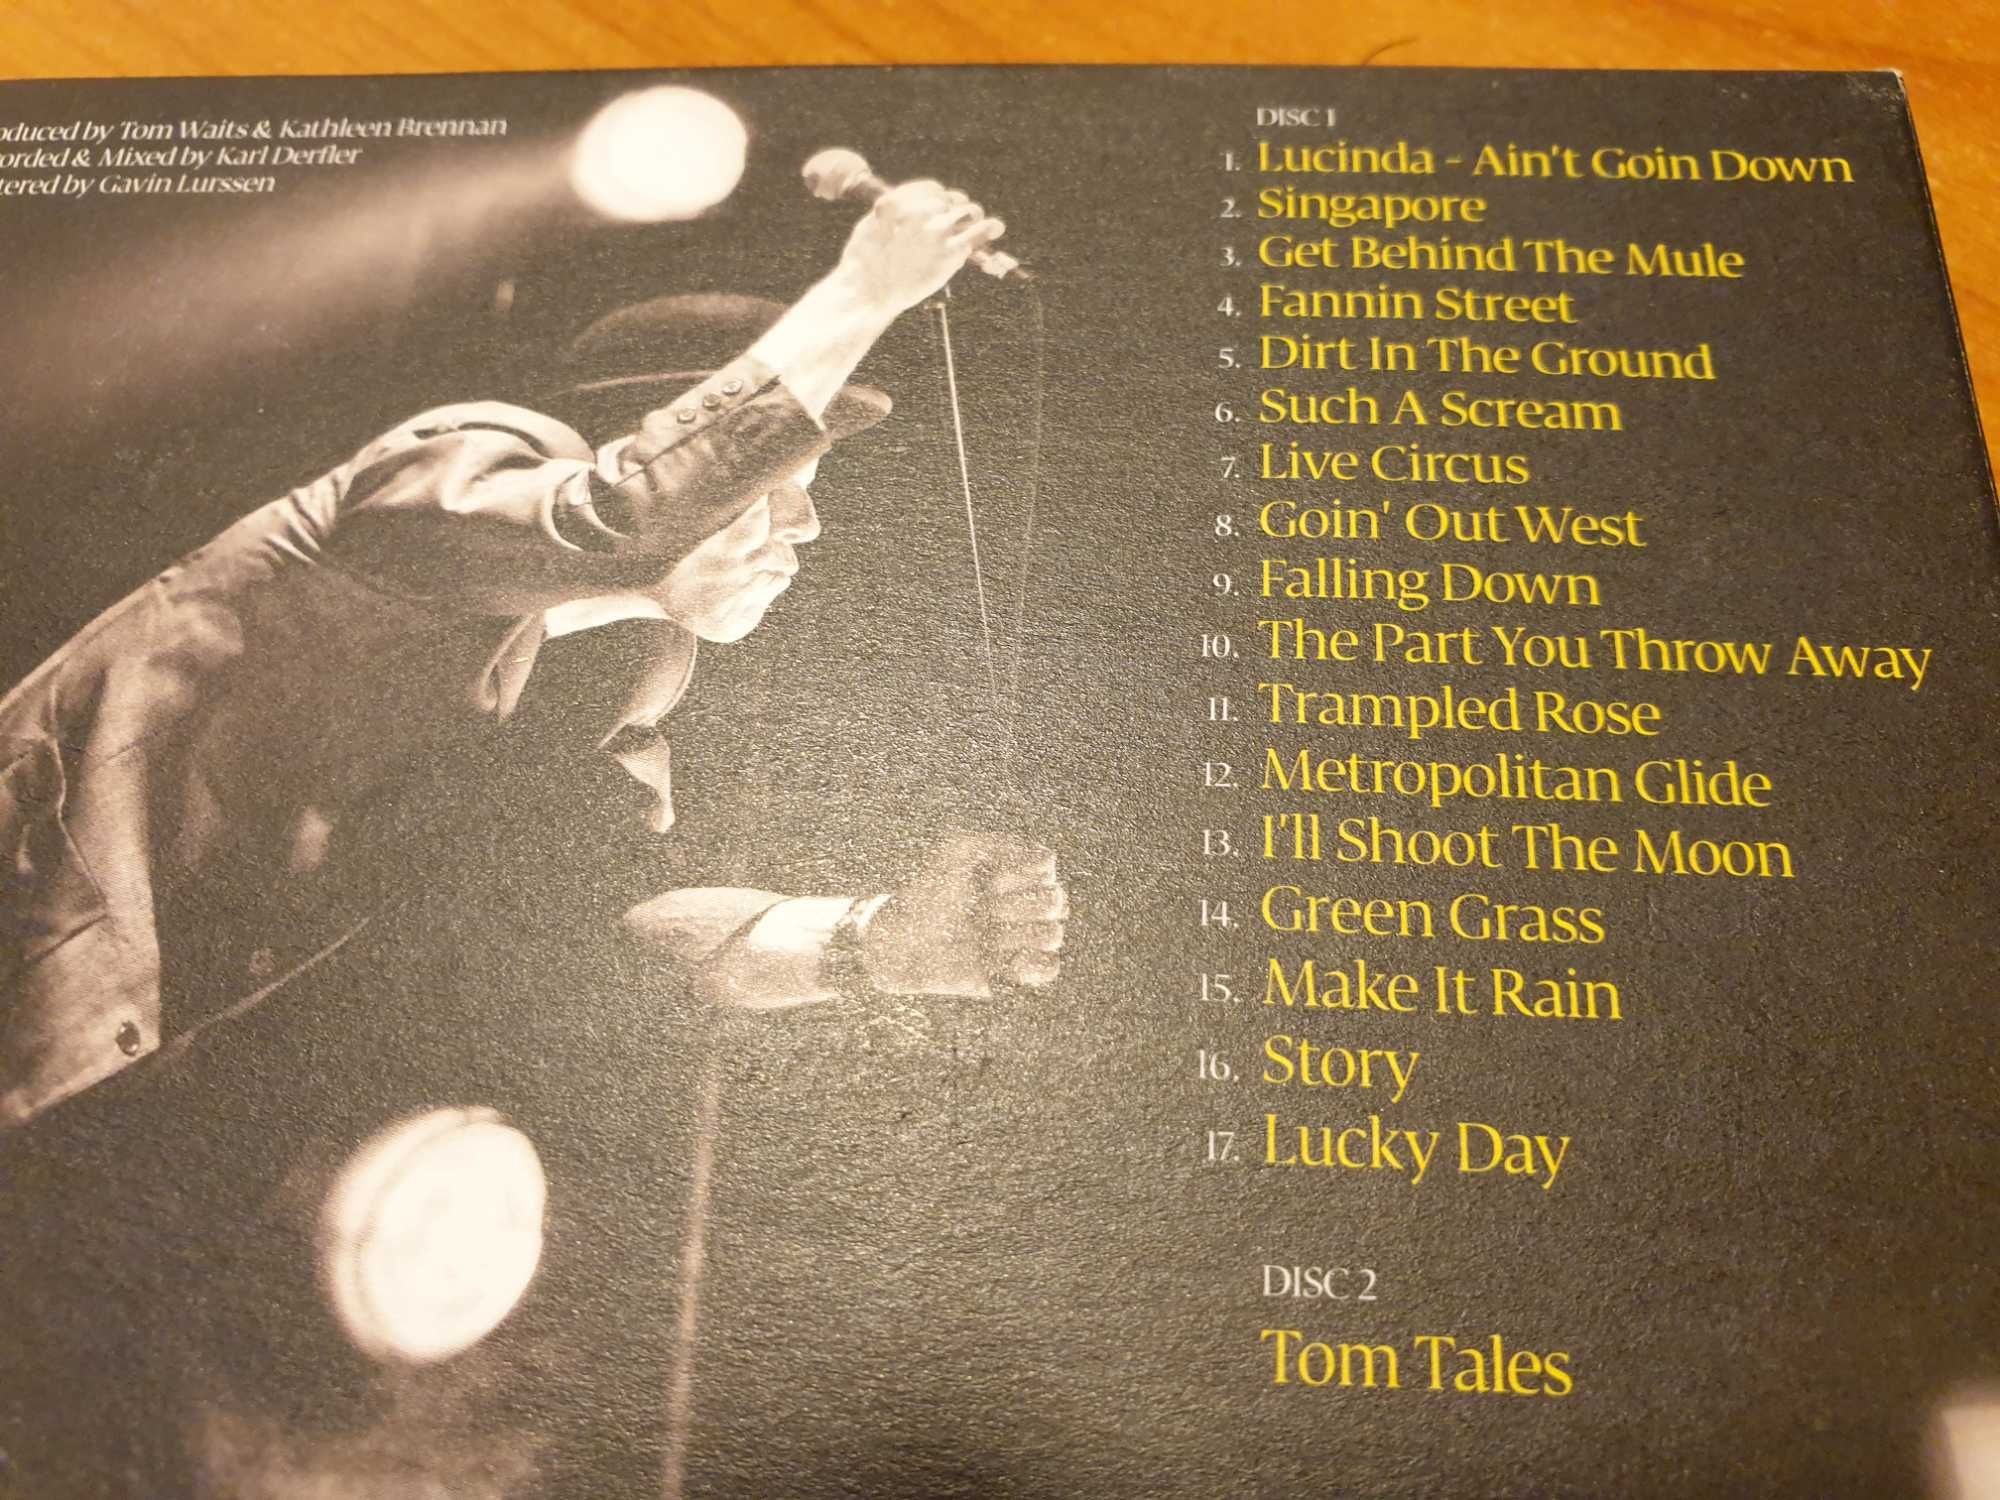 oduced by Tom Waits & Kathleen Brennan
orded & Mixed by Karl Derfler
tered by Gavin Lurssen
DISC 1
1. Lucinda - Ain't Goin Down
2. Singapore
3. Get Behind The Mule
4. Fannin Street
5. Dirt In The Ground
6. Such A Scream
7. Live Circus
8. Goin' Out West
9. Falling Down
10. The Part You Throw Away
11. Trampled Rose
12. Metropolitan Glide
13. I'll Shoot The Moon
14. Green Grass
15. Make It Rain
16. Story
17. Lucky Day
DISC 2
Tom Tales